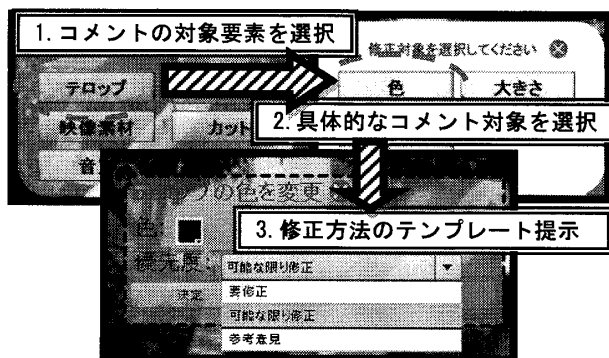 1. コメントの対象要素を選択
修正対象を選択してください
テロップ
色
大きさ
映像素材
カット
2. 具体的なコメント対象を選択
音
の色を変更
色:
3. 修正方法のテンプレート提示
優先度:
可能な限り修正
決定
要修正
可能な限り修正
参考意見